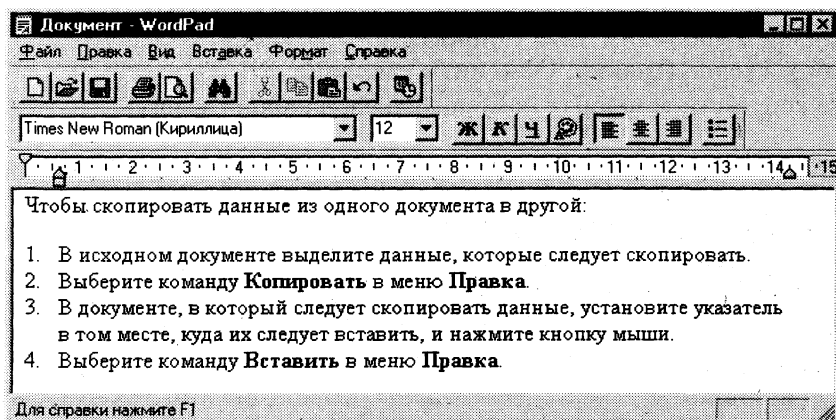 Документ - WordPad
Файл Правка Вид Вставка Формат Справка
Times New Roman (Кириллица) 12 Ж К Ч
1 2 3 4 5 6 7 8 9 10 11 12 13 14 15
Чтобы скопировать данные из одного документа в другой:
1. В исходном документе выделите данные, которые следует скопировать.
2. Выберите команду Копировать в меню Правка.
3. В документе, в который следует скопировать данные, установите указатель
в том месте, куда их следует вставить, и нажмите кнопку мыши.
4. Выберите команду Вставить в меню Правка.
Для справки нажмите F1